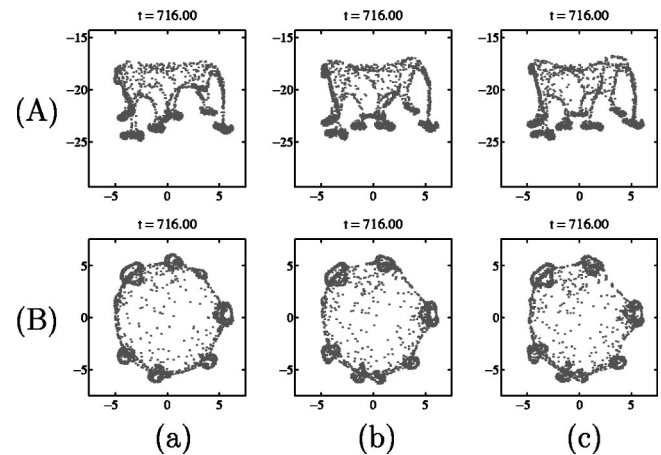 t = 716.00 t = 716.00 t = 716.00
(A)
−15 −15 −15
−20 −20 −20
−25 −25 −25
−5 0 5 −5 0 5 −5 0 5
t = 716.00 t = 716.00 t = 716.00
(B)
5 5 5
0 0 0
−5 −5 −5
−5 0 5 −5 0 5 −5 0 5
(a) (b) (c)